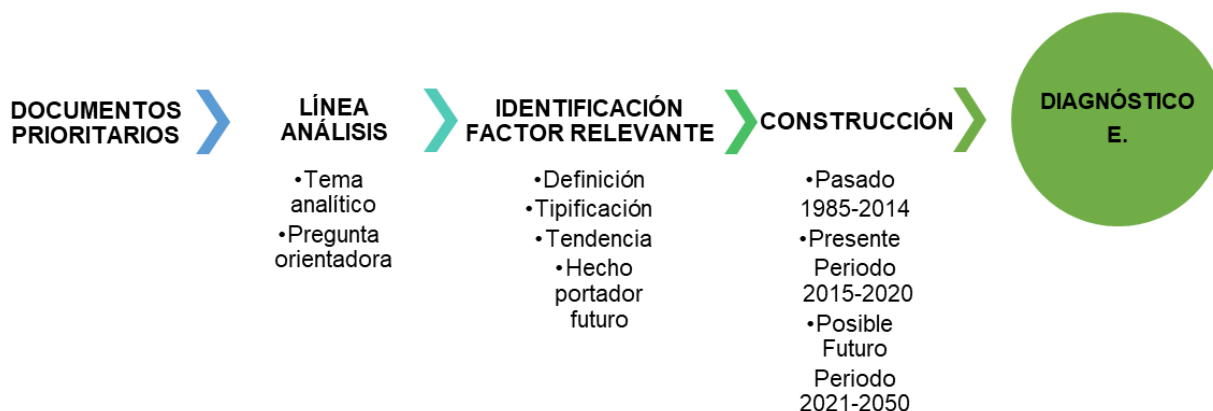 DOCUMENTOS
PRIORITARIOS
LÍNEA
ANÁLISIS
•Tema
analítico
•Pregunta
orientadora
IDENTIFICACIÓN
FACTOR RELEVANTE
•Definición
•Tipificación
•Tendencia
•Hecho
portador
futuro
CONSTRUCCIÓN
•Pasado
1985-2014
•Presente
Periodo
2015-2020
•Posible
Futuro
Periodo
2021-2050
DIAGNÓSTICO
E.